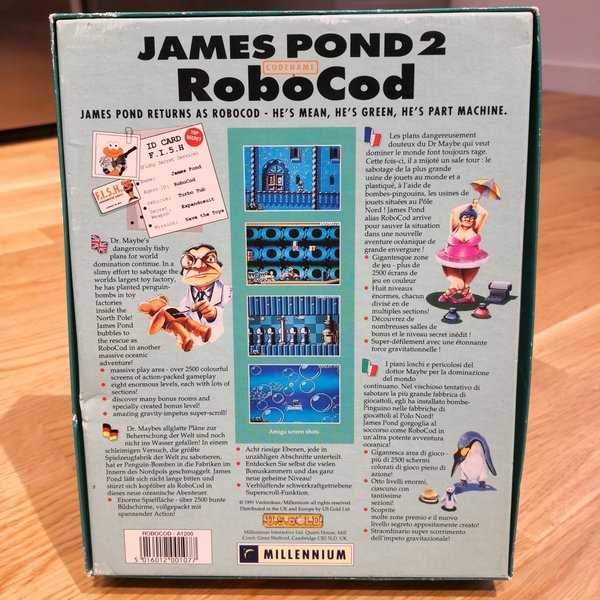 JAMES POND 2
CODENAME
RoboCod
JAMES POND RETURNS AS ROBOCOD - HE'S MEAN, HE'S GREEN, HE'S PART MACHINE.
ID CARD
F.I.5.H
(Fishy Secret Service)
TOP
SECRET
Name:
James Pond
Agent ID:
RoboCod
Vehicle:
Turbo Tub
Secret
Weapon:
Expandosuit
Mission:
Save the Toys
F.I.5.H
Dr. Maybe's
dangerously fishy
plans for world
domination continue. In a
slimey effort to sabotage the
worlds largest toy factory,
he has planted penguin-
bombs in toy
factories
inside the
North Pole!
James Pond
bubbles to
the rescue as
RoboCod in another
massive oceanic
adventure!
• massive play area - over 2500 colourful
screens of action-packed gameplay
• eight enormous levels, each with lots of
sections!
• discover many bonus rooms and
specially created bonus level!
• amazing gravity-impetus super-scroll!
Dr. Maybes allglatte Pläne zur
Beherrschung der Welt sind noch
nicht ins Wasser gefallen! In einem
schleimigen Versuch, die größte
Spielzeugfabrik der Welt zu sabotieren,
hat er Penguin-Bomben in die Fabriken im
Innern des Nordpols geschmuggelt. James
Pond läßt sich nicht lange bitten und
stürzt sich kopfüber als RoboCod in
dieses neue ozeanische Abenteuer.
• Enorme Spielfläche - über 2500 bunte
Bildschirme, vollgepackt mit
spannender Action!
Amiga screen shots
• Acht riesige Ebenen, jede in
unzähligen Abschnitte unterteilt.
• Entdecken Sie selbst die vielen
Bonuskammern und das ganz
neue geheime Niveau!
• Verblüffende schwerkraftgetriebene
Superscroll-Funktion.
© 1991 Vectordean/Millennium all rights reserved
Distributed in the UK and Europe by US Gold Ltd
U.S. GOLD
Millennium Interactive Ltd. Quern House, Mill
Court, Great Shelford, Cambridge CB2 5LD, UK.
MILLENNIUM
Les plans dangereusement
douteux du Dr Maybe qui veut
dominer le monde font toujours rage.
Cette fois-ci, il a mijoté un sale tour : le
sabotage de la plus grande
usine de jouets au monde et a
plastiqué, à l'aide de
bombes-pingouins, les usines de
jouets situées au Pôle
Nord ! James Pond
alias RoboCod arrive
pour sauver la situation
dans une nouvelle
aventure océanique de
grande envergure !
• Gigantesque zone
de jeu - plus de
2500 écrans de
jeu en couleur
• Huit niveaux
énormes, chacun
divisé en de
multiples sections!
• Découvrez de
nombreuses salles de
bonus et le niveau secret inédit !
• Super-défilement avec une étonnante
force gravitationnelle !
I piani loschi e pericolosi del
dottor Maybe per la dominazione
del mondo
continuano. Nel vischioso tentativo di
sabotare la più grande fabbrica di
giocattoli, egli ha installato bombe-
Pinguino nelle fabbriche di
giocattoli al Polo Nord!
James Pond gorgoglia al
soccorso come RoboCod in
un'altra potente avventura
oceanica!
• Gigantesca area di gioco -
più di 2500 schermi
colorati di gioco pieno di
azione!
• Otto livelli enormi,
ciascuno con
tantissime
sezioni!
• Scoprite
molte zone premio e il nuovo
livello segreto appositamente creato!
• Straordinario super scorrimento
dell'impeto gravitazionale!
ROBOCOD - A1200
5 016012 001077